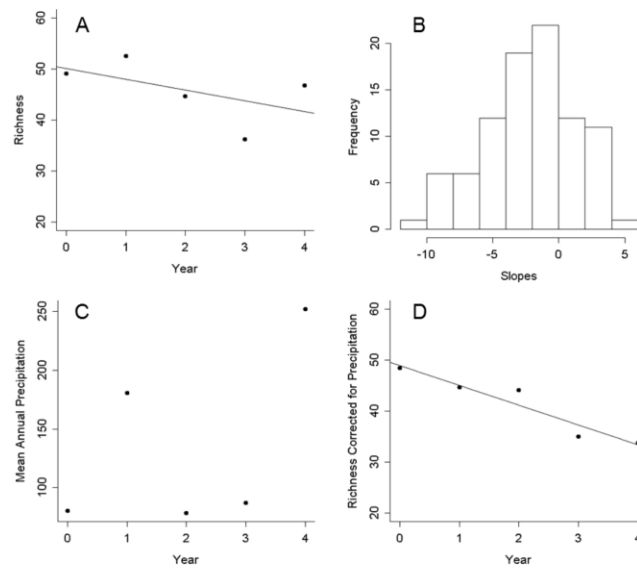 A
Richness
60
50
40
30
20
0 1 2 3 4
Year
B
Frequency
20
15
10
5
0
-10 -5 0 5
Slopes
C
Mean Annual Precipitation
250
200
150
100
0 1 2 3 4
Year
D
Richness Corrected for Precipitation
60
50
40
30
20
0 1 2 3 4
Year